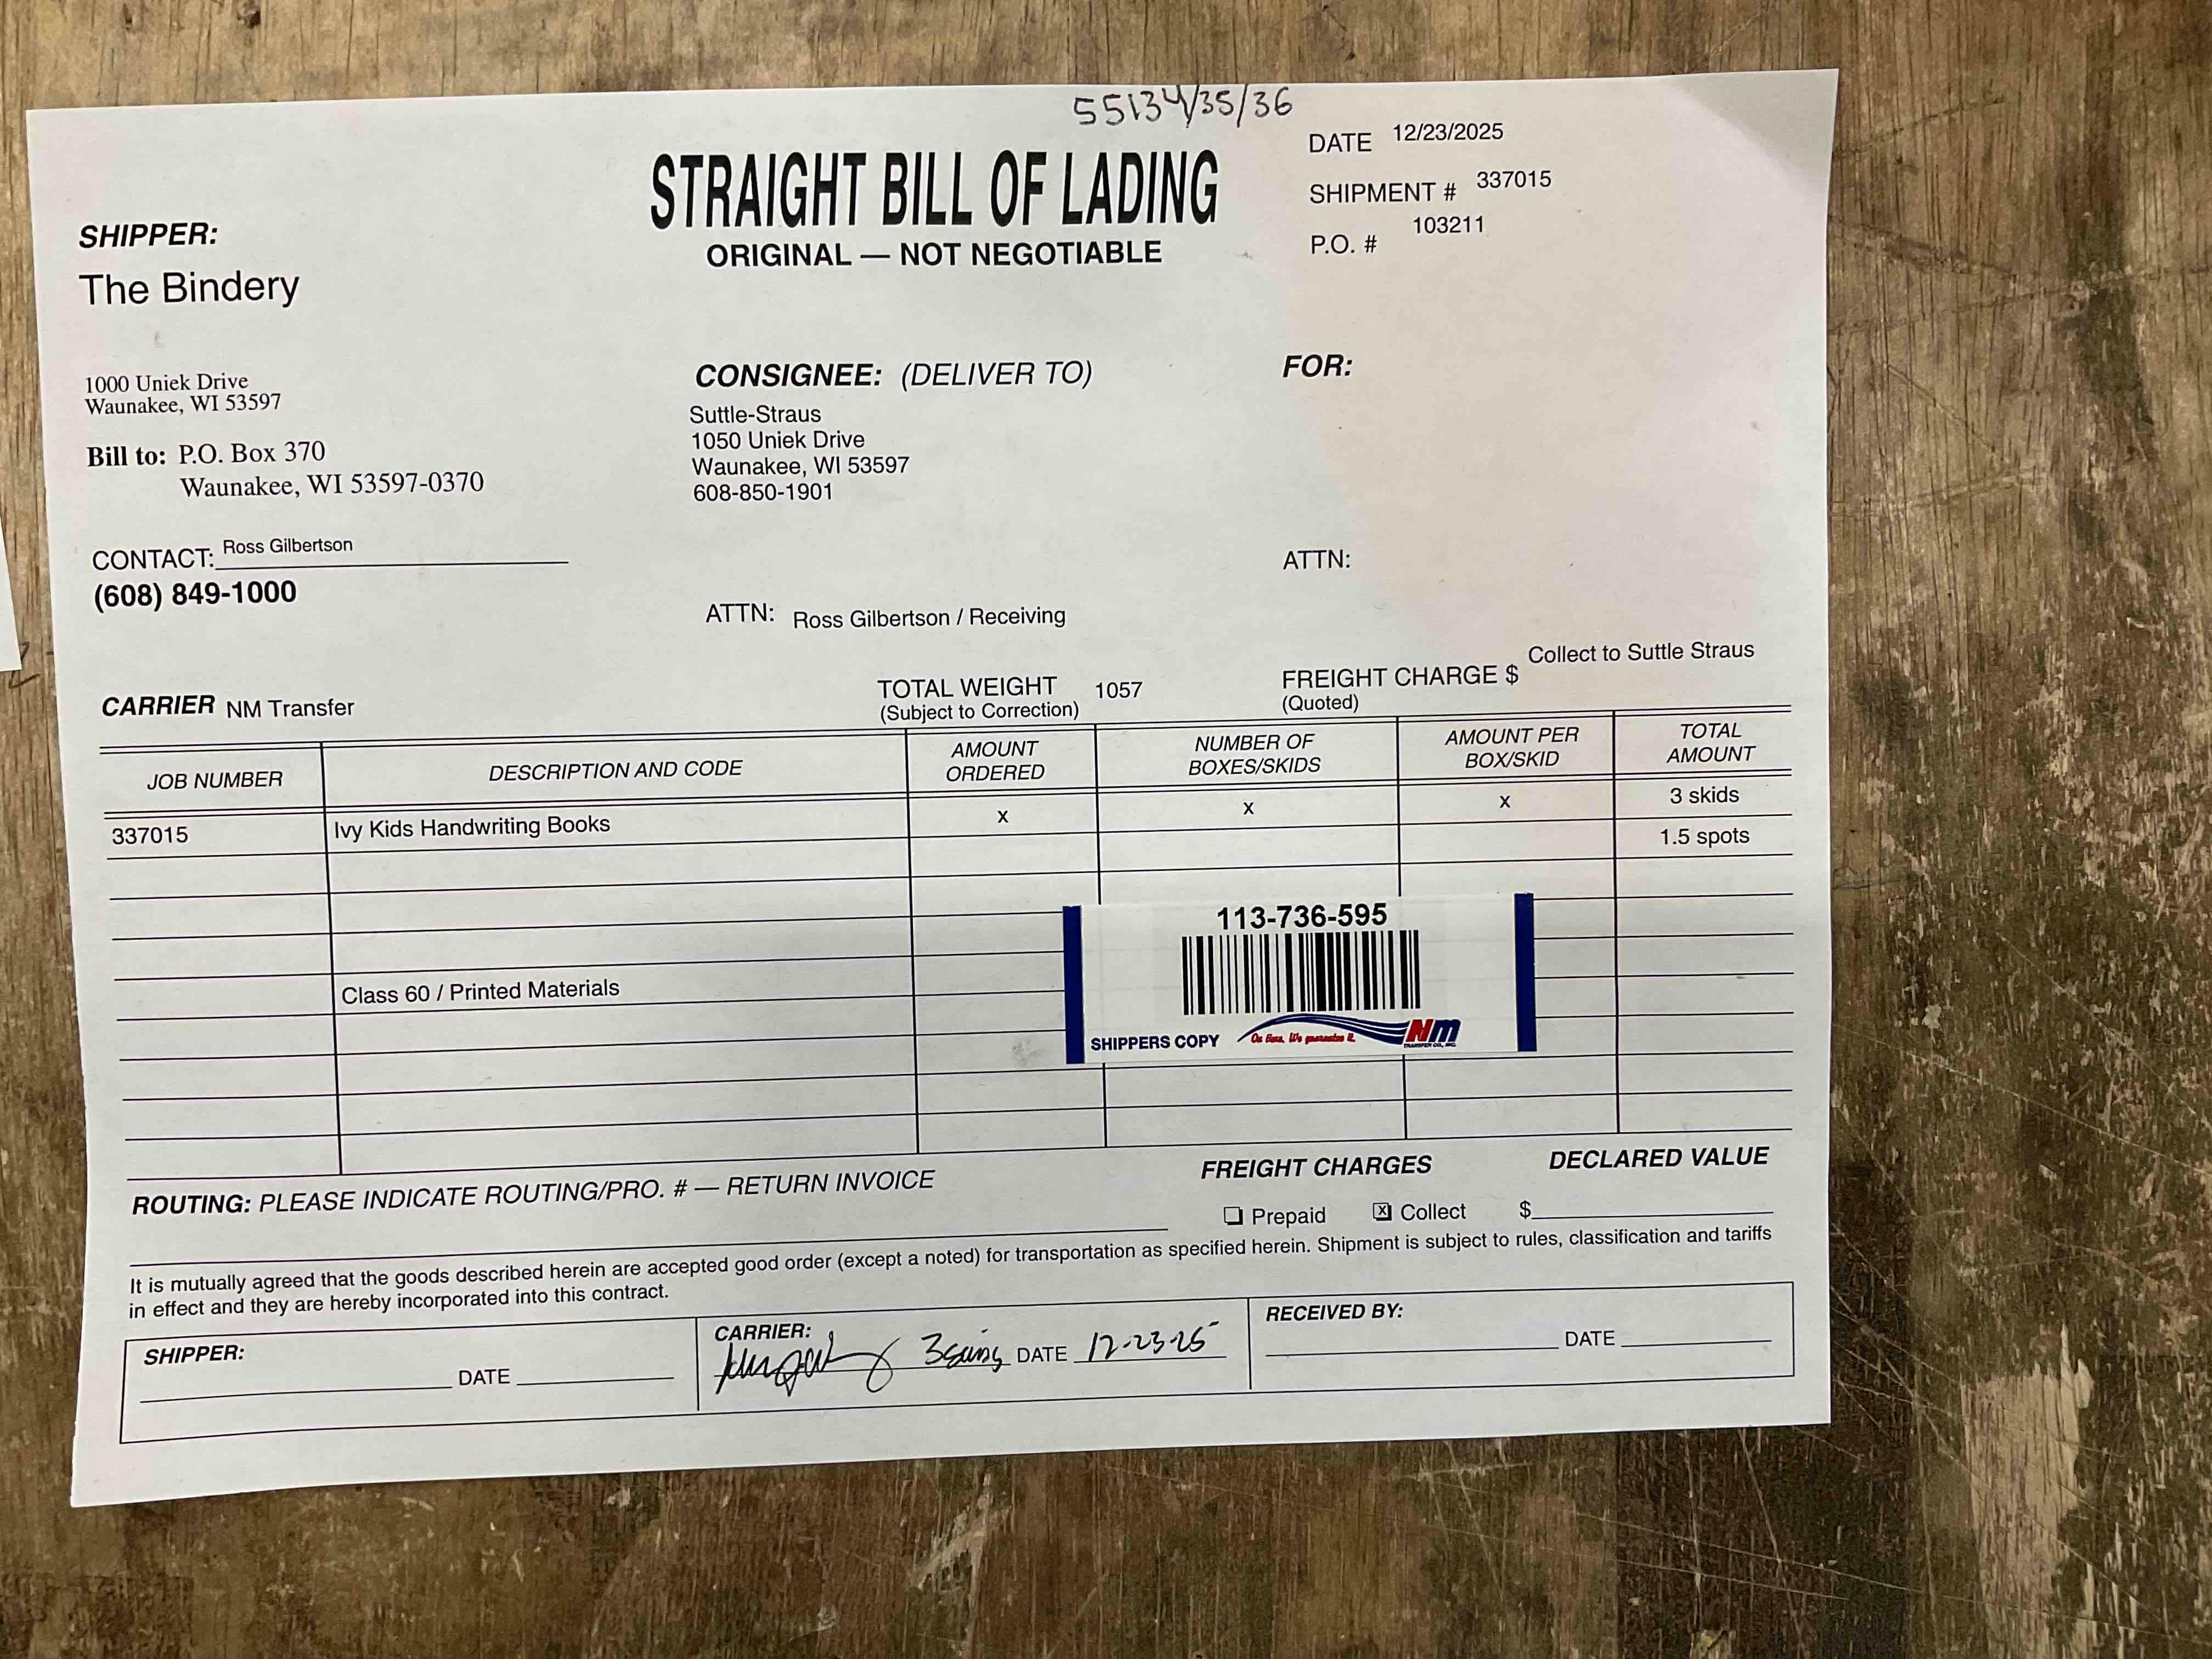 55134/35/36
STRAIGHT BILL OF LADING
ORIGINAL — NOT NEGOTIABLE
DATE 12/23/2025
SHIPMENT # 337015
P.O. # 103211
SHIPPER:
The Bindery
1000 Uniek Drive
Waunakee, WI 53597
Bill to: P.O. Box 370
Waunakee, WI 53597-0370
CONTACT: Ross Gilbertson
(608) 849-1000
CONSIGNEE: (DELIVER TO)
Suttle-Straus
1050 Uniek Drive
Waunakee, WI 53597
608-850-1901
ATTN: Ross Gilbertson / Receiving
FOR:
ATTN:
CARRIER NM Transfer
TOTAL WEIGHT 1057
(Subject to Correction)
FREIGHT CHARGE $ Collect to Suttle Straus
(Quoted)
JOB NUMBER DESCRIPTION AND CODE AMOUNT ORDERED NUMBER OF BOXES/SKIDS AMOUNT PER BOX/SKID TOTAL AMOUNT
337015 Ivy Kids Handwriting Books x x x 3 skids
1.5 spots
Class 60 / Printed Materials
113-736-595
SHIPPERS COPY On time. We guarantee it. NM
TRANSFER CO., INC.
ROUTING: PLEASE INDICATE ROUTING/PRO. # — RETURN INVOICE
FREIGHT CHARGES
Prepaid x Collect
DECLARED VALUE
$
It is mutually agreed that the goods described herein are accepted good order (except a noted) for transportation as specified herein. Shipment is subject to rules, classification and tariffs
in effect and they are hereby incorporated into this contract.
SHIPPER:
DATE
CARRIER:
DATE 12-23-25
RECEIVED BY:
DATE